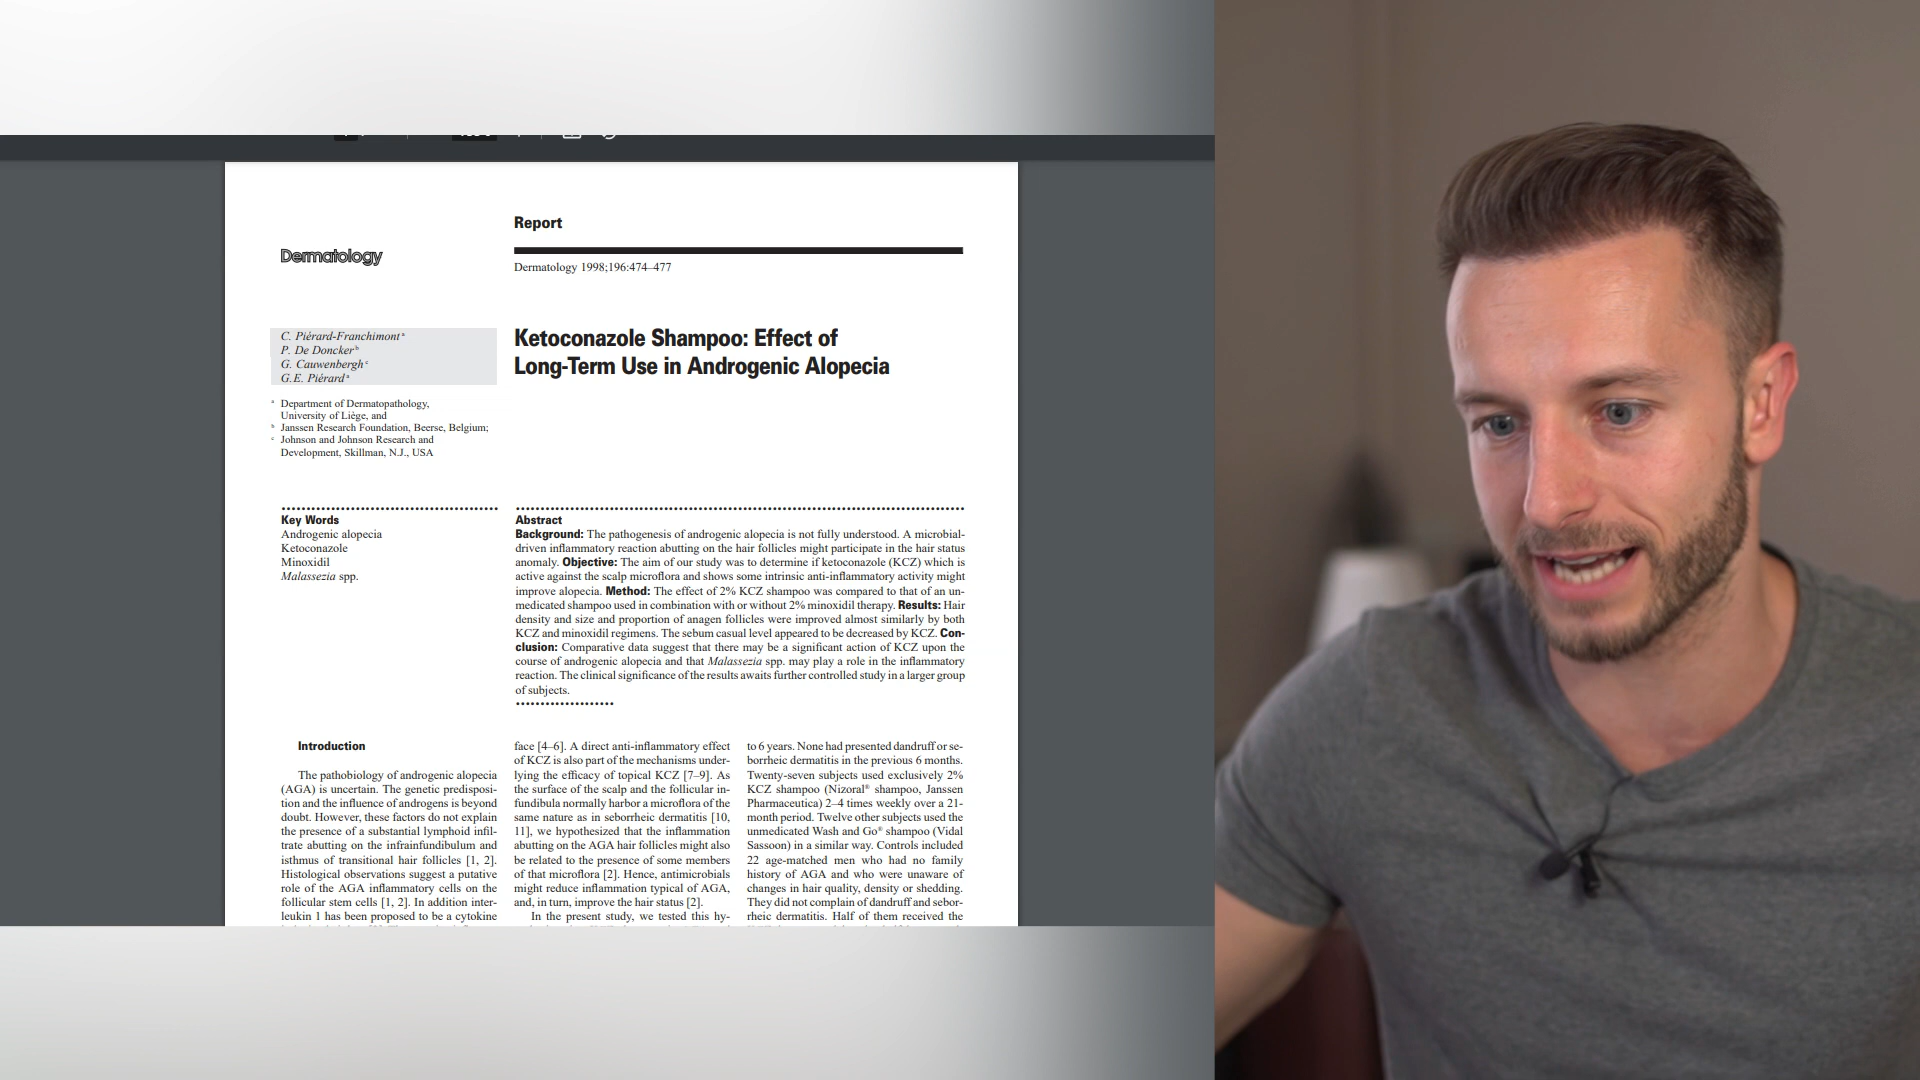 Report
Dermatology
Dermatology 1998;196:474–477
C. Piérard-Franchimont a
P. De Doncker b
G. Cauwenbergh c
G.E. Piérard a
Ketoconazole Shampoo: Effect of
Long-Term Use in Androgenic Alopecia
a Department of Dermatopathology,
University of Liège, and
b Janssen Research Foundation, Beerse, Belgium;
c Johnson and Johnson Research and
Development, Skillman, N.J., USA
Key Words
Androgenic alopecia
Ketoconazole
Minoxidil
Malassezia spp.
Abstract
Background: The pathogenesis of androgenic alopecia is not fully understood. A microbial-
driven inflammatory reaction abutting on the hair follicles might participate in the hair status
anomaly. Objective: The aim of our study was to determine if ketoconazole (KCZ) which is
active against the scalp microflora and shows some intrinsic anti-inflammatory activity might
improve alopecia. Method: The effect of 2% KCZ shampoo was compared to that of an un-
medicated shampoo used in combination with or without 2% minoxidil therapy. Results: Hair
density and size and proportion of anagen follicles were improved almost similarly by both
KCZ and minoxidil regimens. The sebum casual level appeared to be decreased by KCZ. Con-
clusion: Comparative data suggest that there may be a significant action of KCZ upon the
course of androgenic alopecia and that Malassezia spp. may play a role in the inflammatory
reaction. The clinical significance of the results awaits further controlled study in a larger group
of subjects.
Introduction
The pathobiology of androgenic alopecia
(AGA) is uncertain. The genetic predisposi-
tion and the influence of androgens is beyond
doubt. However, these factors do not explain
the presence of a substantial lymphoid infil-
trate abutting on the infrainfundibulum and
isthmus of transitional hair follicles [1, 2].
Histological observations suggest a putative
role of the AGA inflammatory cells on the
follicular stem cells [1, 2]. In addition inter-
leukin 1 has been proposed to be a cytokine
face [4–6]. A direct anti-inflammatory effect
of KCZ is also part of the mechanisms under-
lying the efficacy of topical KCZ [7–9]. As
the surface of the scalp and the follicular in-
fundibula normally harbor a microflora of the
same nature as in seborrheic dermatitis [10,
11], we hypothesized that the inflammation
abutting on the AGA hair follicles might also
be related to the presence of some members
of that microflora [2]. Hence, antimicrobials
might reduce inflammation typical of AGA,
and, in turn, improve the hair status [2].
In the present study, we tested this hy-
to 6 years. None had presented dandruff or se-
borrheic dermatitis in the previous 6 months.
Twenty-seven subjects used exclusively 2%
KCZ shampoo (Nizoral® shampoo, Janssen
Pharmaceutica) 2–4 times weekly over a 21-
month period. Twelve other subjects used the
unmedicated Wash and Go® shampoo (Vidal
Sassoon) in a similar way. Controls included
22 age-matched men who had no family
history of AGA and who were unaware of
changes in hair quality, density or shedding.
They did not complain of dandruff and sebor-
rheic dermatitis. Half of them received the